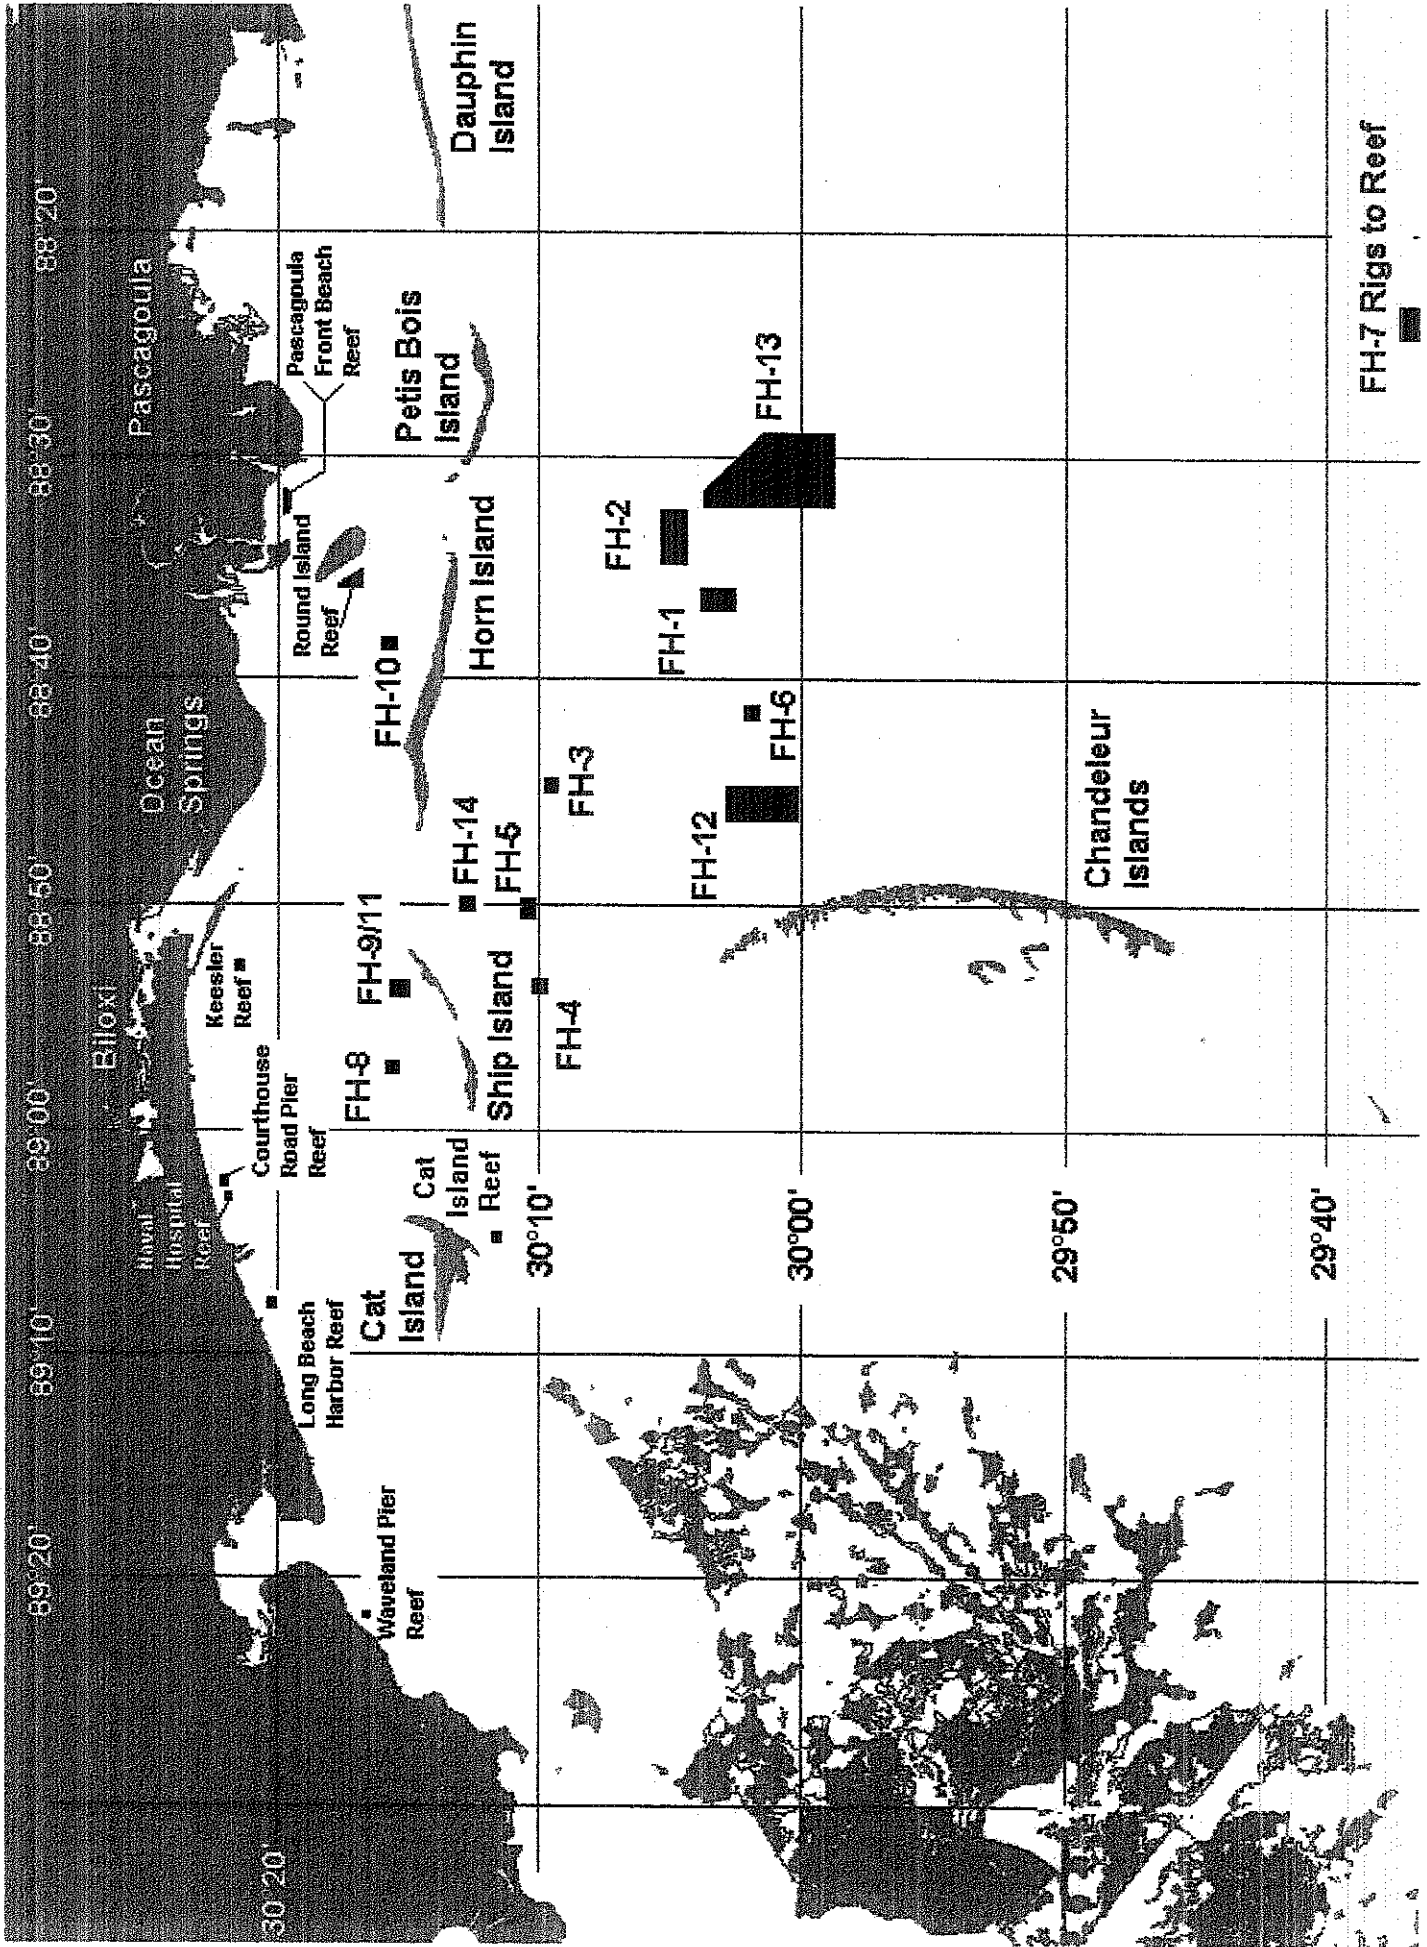 89°20'
89°10'
89°00'
88°50'
88°40'
88°30'
88°20'
Biloxi
Ocean
Springs
Pascagoula
Naval
Hospital
Reef
Courthouse
Road Pier
Reef
Keesler
Reef
Long Beach
Harbor Reef
Waveland Pier
Reef
Round Island
Reef
Pascagoula
Front Beach
Reef
30°20'
Cat
Island
Cat
Island
Reef
FH-8
FH-9/11
FH-10
FH-14
FH-5
Ship Island
Horn Island
Petis Bois
Island
Dauphin
Island
30°10'
FH-4
FH-3
FH-2
FH-1
FH-13
FH-12
FH-6
30°00'
Chandeleur
Islands
29°50'
29°40'
FH-7 Rigs to Reef